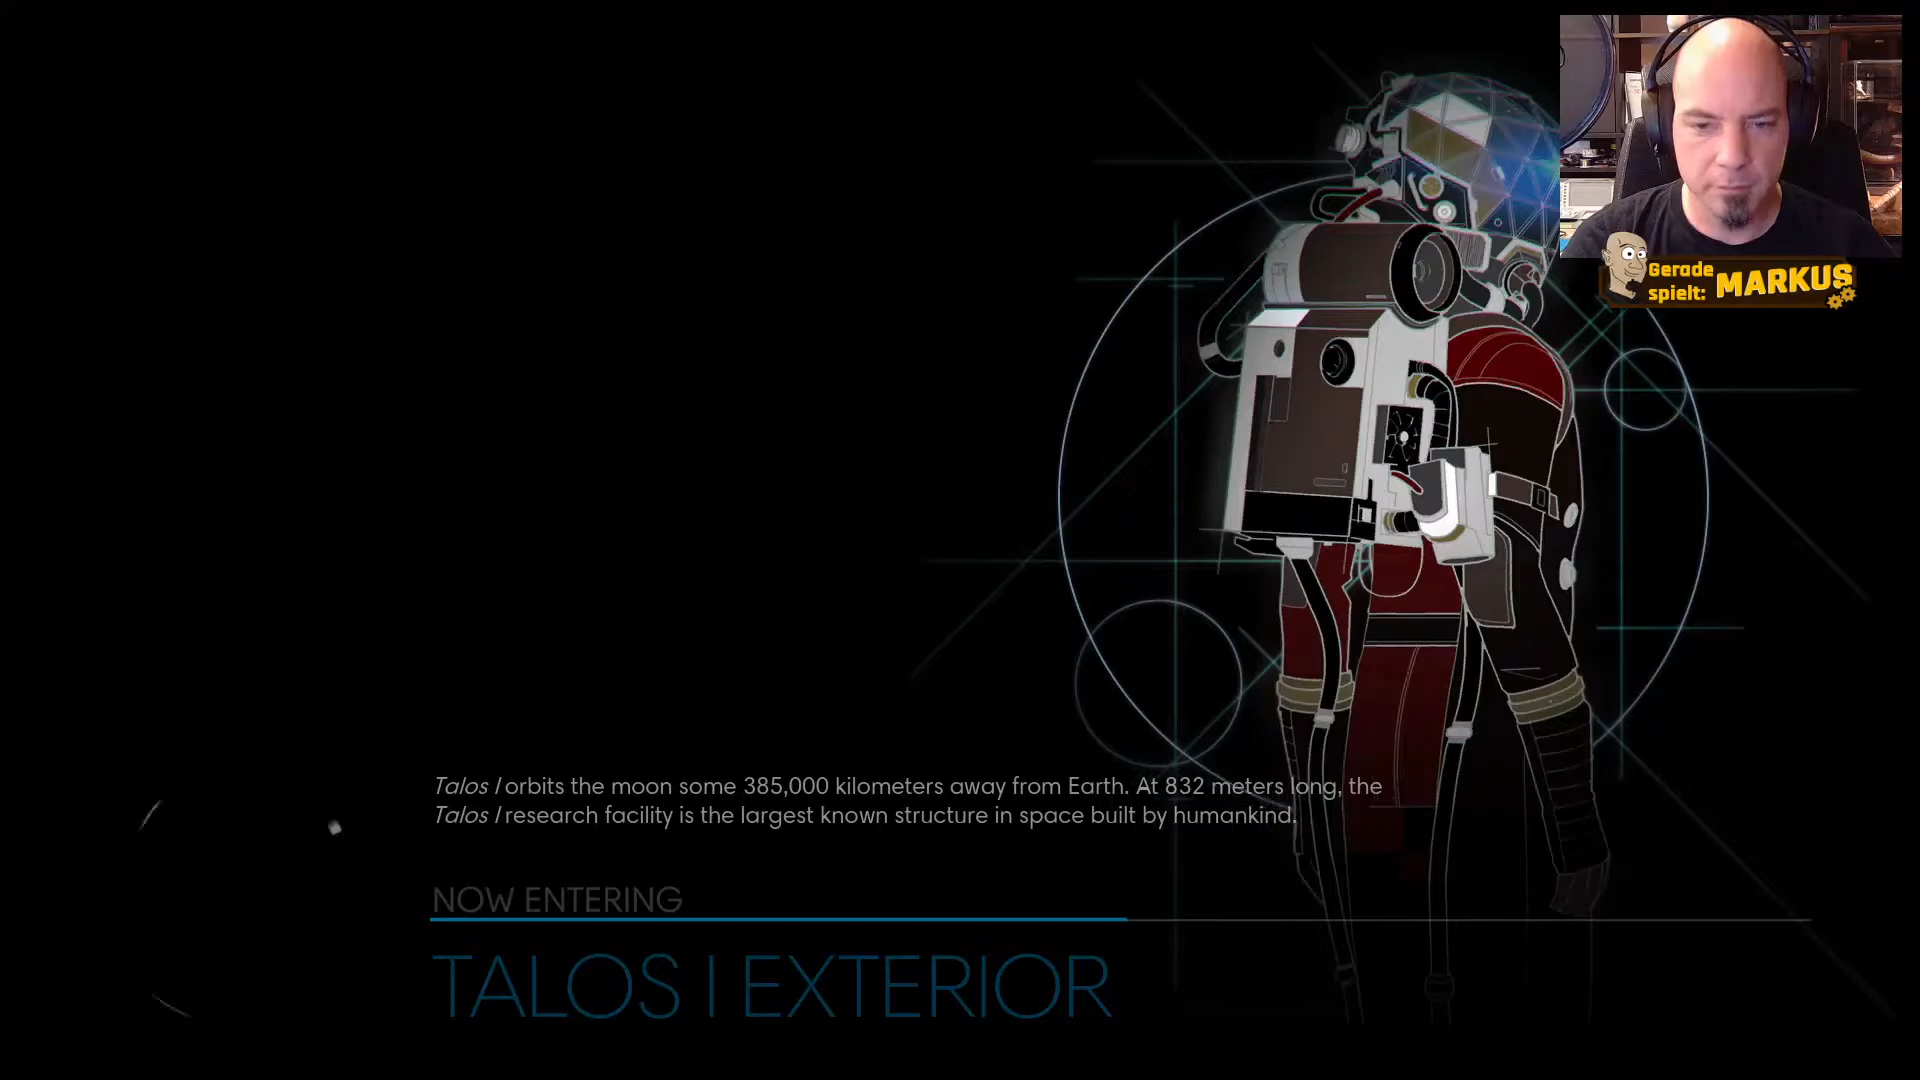 Gerade
spielt: MARKUS
Talos I orbits the moon some 385,000 kilometers away from Earth. At 832 meters long, the
Talos I research facility is the largest known structure in space built by humankind.
NOW ENTERING
TALOS I EXTERIOR